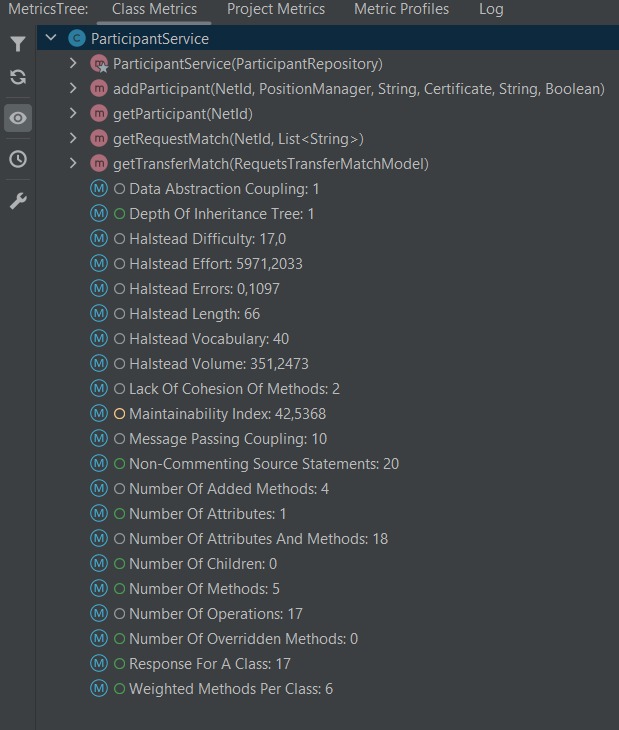 MetricsTree: Class Metrics Project Metrics Metric Profiles Log
C ParticipantService
m ParticipantService(ParticipantRepository)
m addParticipant(NetId, PositionManager, String, Certificate, String, Boolean)
m getParticipant(NetId)
m getRequestMatch(NetId, List<String>)
m getTransferMatch(RequetsTransferMatchModel)
M Data Abstraction Coupling: 1
M Depth Of Inheritance Tree: 1
M Halstead Difficulty: 17,0
M Halstead Effort: 5971,2033
M Halstead Errors: 0,1097
M Halstead Length: 66
M Halstead Vocabulary: 40
M Halstead Volume: 351,2473
M Lack Of Cohesion Of Methods: 2
M Maintainability Index: 42,5368
M Message Passing Coupling: 10
M Non-Commenting Source Statements: 20
M Number Of Added Methods: 4
M Number Of Attributes: 1
M Number Of Attributes And Methods: 18
M Number Of Children: 0
M Number Of Methods: 5
M Number Of Operations: 17
M Number Of Overridden Methods: 0
M Response For A Class: 17
M Weighted Methods Per Class: 6